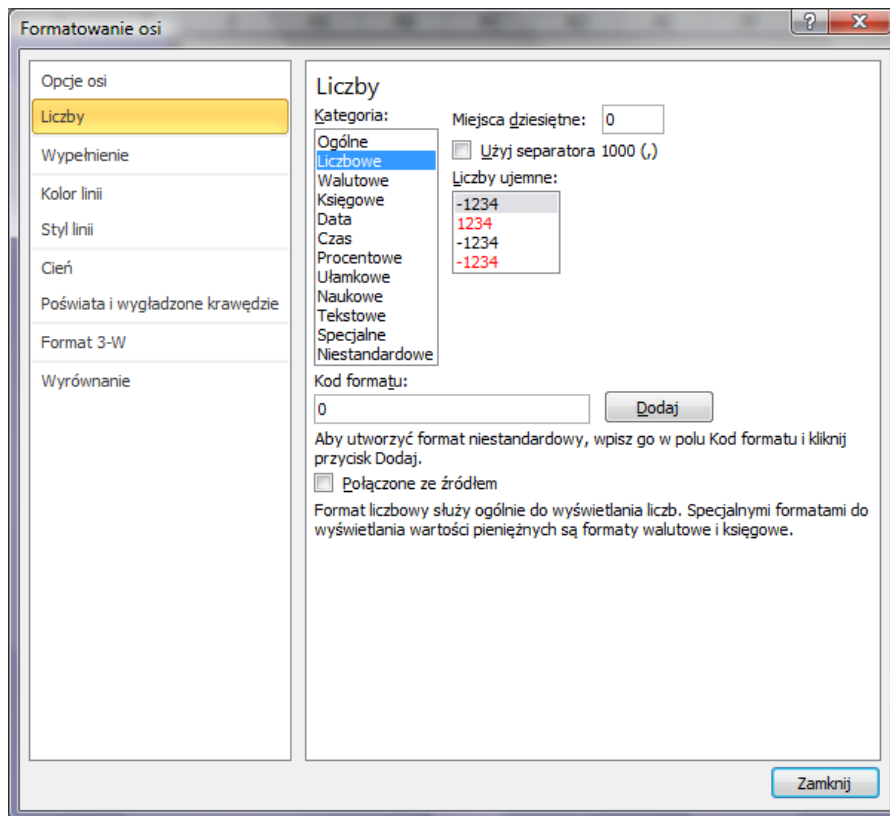 Formatowanie osi
?
X
Opcje osi
Liczby
Wypełnienie
Kolor linii
Styl linii
Cień
Poświata i wygładzone krawędzie
Format 3-W
Wyrównanie
Liczby
Kategoria:
Ogólne
Liczbowe
Walutowe
Księgowe
Data
Czas
Procentowe
Ułamkowe
Naukowe
Tekstowe
Specjalne
Niestandardowe
Miejsca dziesiętne: 0
Użyj separatora 1000 (,)
Liczby ujemne:
-1234
1234
-1234
-1234
Kod formatu:
0
Dodaj
Aby utworzyć format niestandardowy, wpisz go w polu Kod formatu i kliknij
przycisk Dodaj.
Połączone ze źródłem
Format liczbowy służy ogólnie do wyświetlania liczb. Specjalnymi formatami do
wyświetlania wartości pieniężnych są formaty walutowe i księgowe.
Zamknij